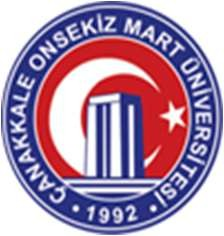 ÇANAKKALE ONSEKİZ MART ÜNİVERSİTESİ
• 1992 •